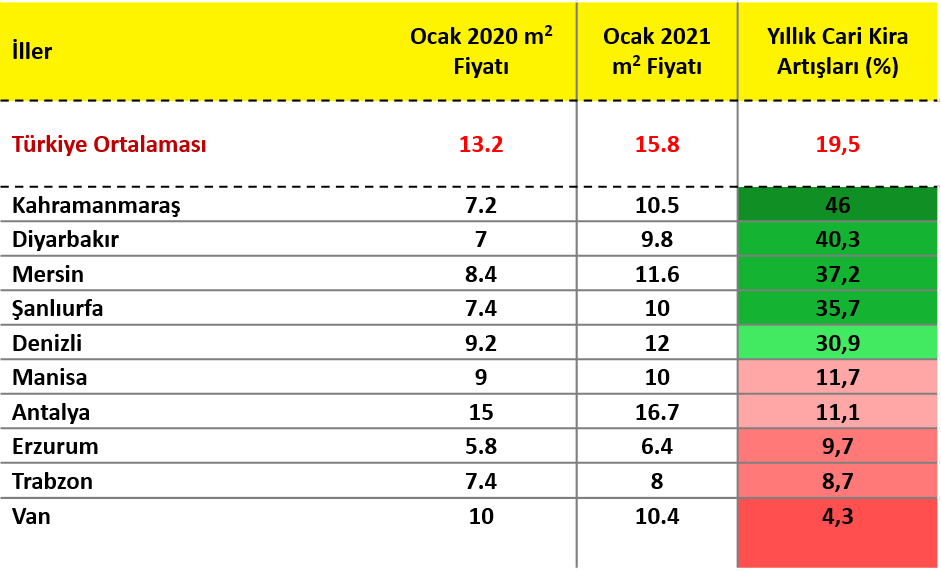 İller Ocak 2020 m² Fiyatı Ocak 2021 m² Fiyatı Yıllık Cari Kira Artışları (%)
Türkiye Ortalaması 13.2 15.8 19,5
Kahramanmaraş 7.2 10.5 46
Diyarbakır 7 9.8 40,3
Mersin 8.4 11.6 37,2
Şanlıurfa 7.4 10 35,7
Denizli 9.2 12 30,9
Manisa 9 10 11,7
Antalya 15 16.7 11,1
Erzurum 5.8 6.4 9,7
Trabzon 7.4 8 8,7
Van 10 10.4 4,3